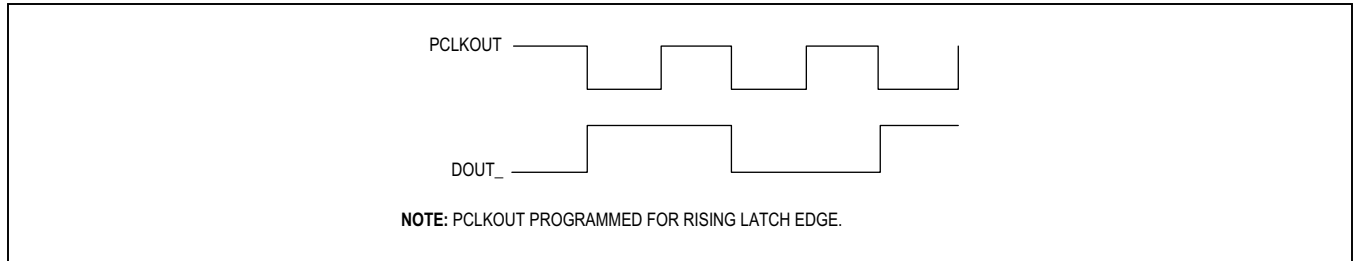 PCLKOUT
DOUT_
NOTE: PCLKOUT PROGRAMMED FOR RISING LATCH EDGE.